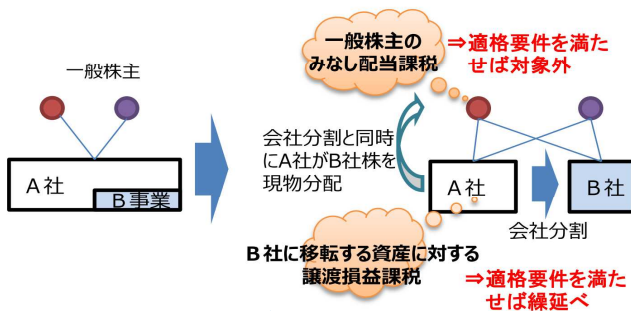 一般株主の
みなし配当課税
⇒適格要件を満た
せば対象外
一般株主
会社分割と同時
にA社がB社株を
現物分配
A社
B事業
A社
B社
会社分割
B社に移転する資産に対する
譲渡損益課税
⇒適格要件を満た
せば繰延べ